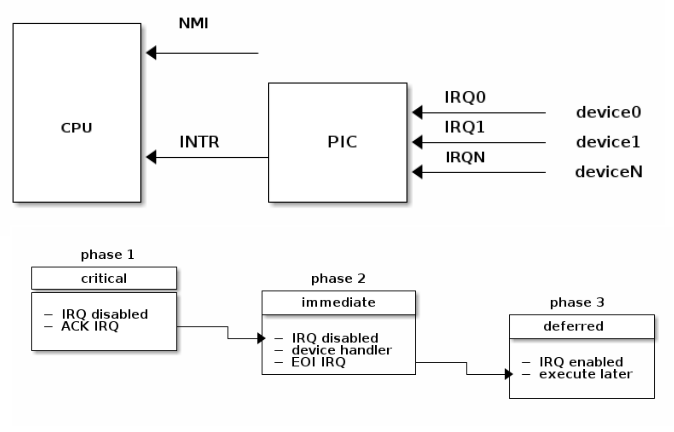 NMI
CPU
INTR
PIC
IRQ0
device0
IRQ1
device1
IRQN
deviceN
phase 1
critical
– IRQ disabled
– ACK IRQ
phase 2
immediate
– IRQ disabled
– device handler
– EOI IRQ
phase 3
deferred
– IRQ enabled
– execute later